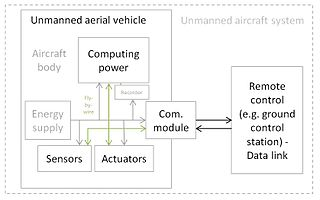 Unmanned aerial vehicle
Unmanned aircraft system
Aircraft
body
Computing
power
Fly-
by-
wire
Recorder
Energy
supply
Com.
module
Sensors
Actuators
Remote
control
(e.g. ground
control
station) -
Data link